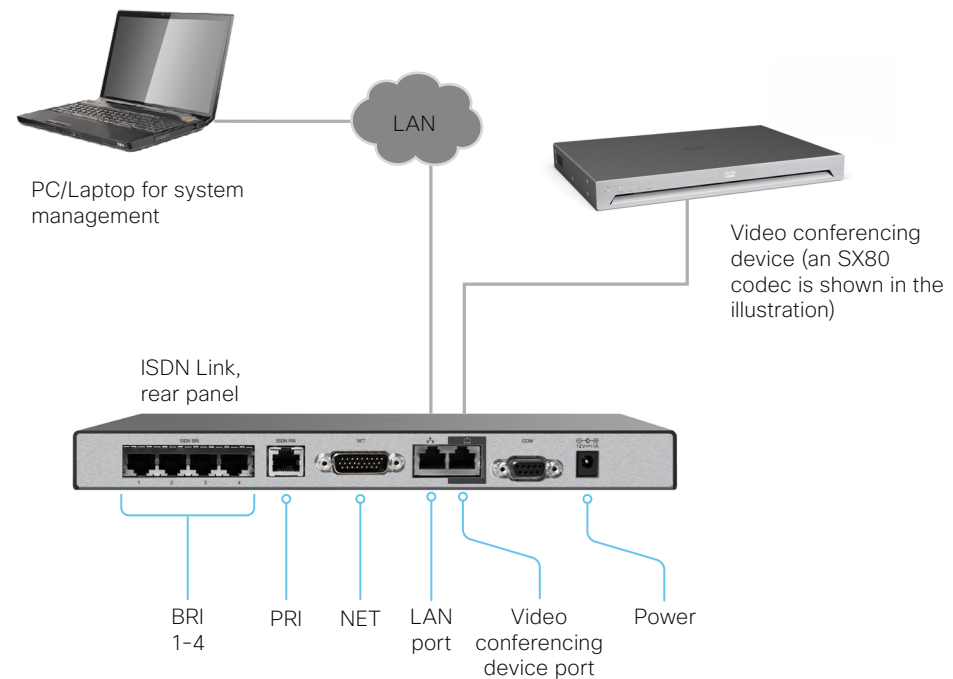 LAN
PC/Laptop for system
management
Video conferencing
device (an SX80
codec is shown in the
illustration)
ISDN Link,
rear panel
ISDN BRI
ISDN PRI
NET
COM
12V⎓1A
1 2 3 4
BRI
1-4
PRI
NET
LAN
port
Video
conferencing
device port
Power